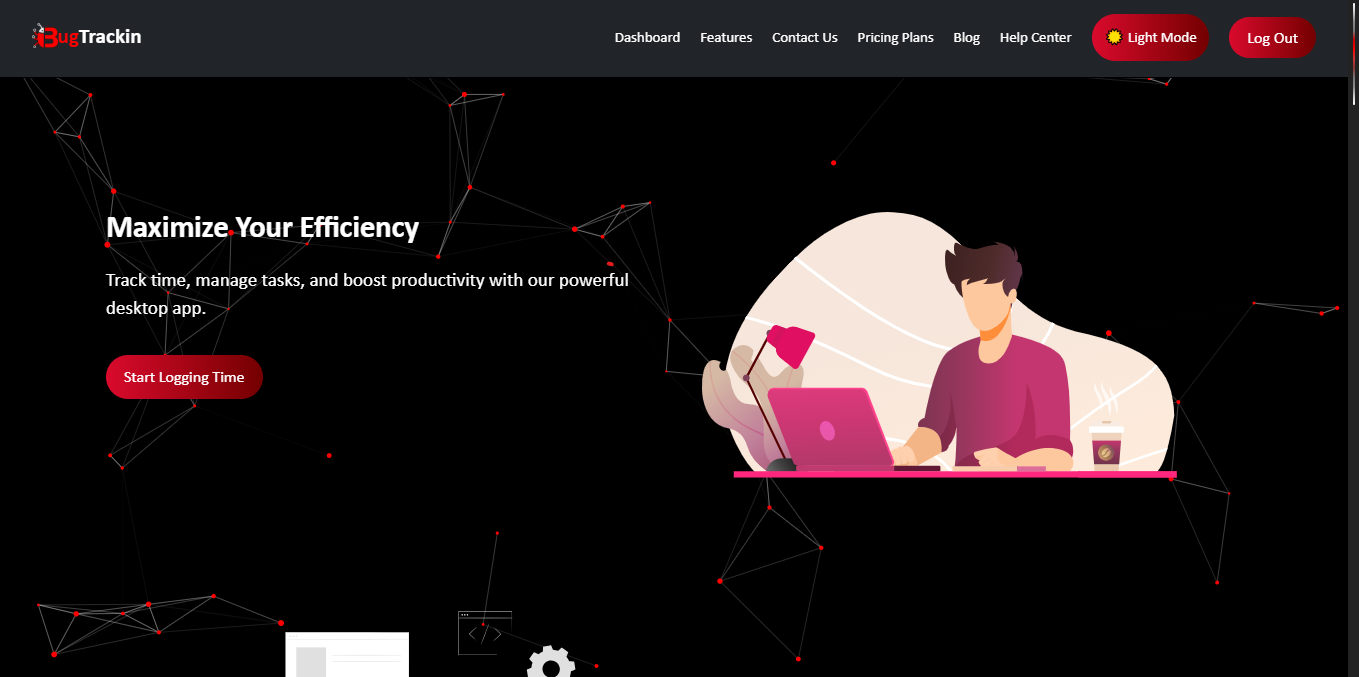 BugTrackin
Dashboard
Features
Contact Us
Pricing Plans
Blog
Help Center
Light Mode
Log Out
Maximize Your Efficiency
Track time, manage tasks, and boost productivity with our powerful
desktop app.
Start Logging Time